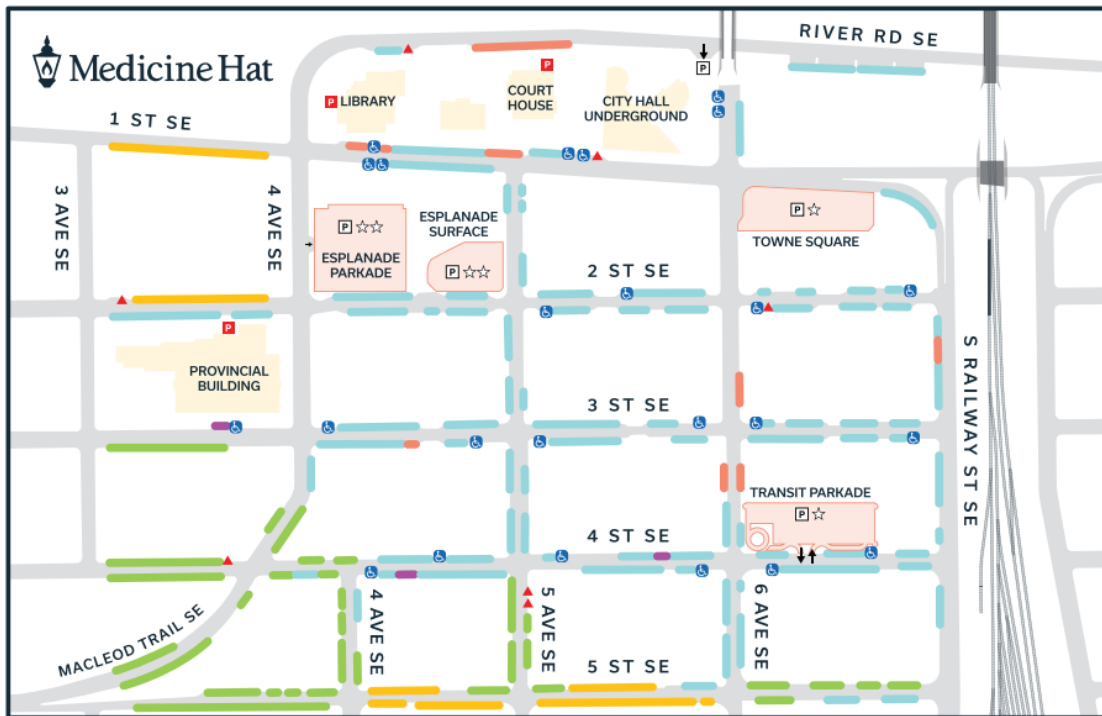 Medicine Hat
RIVER RD SE
P
P
P
LIBRARY
COURT
HOUSE
CITY HALL
UNDERGROUND
1 ST SE
3 AVE SE
4 AVE SE
P
ESPLANADE
PARKADE
ESPLANADE
SURFACE
P
P
TOWNE SQUARE
2 ST SE
P
PROVINCIAL
BUILDING
S RAILWAY ST SE
3 ST SE
TRANSIT PARKADE
P
4 ST SE
MACLEOD TRAIL SE
4 AVE SE
5 AVE SE
6 AVE SE
5 ST SE